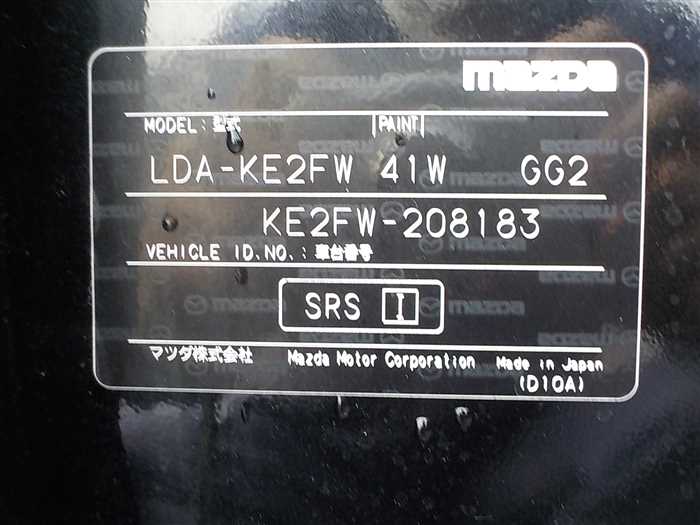 mazda
MODEL : 型式 |PAINT|
LDA-KE2FW 41W GG2
KE2FW-208183
VEHICLE ID.NO. : 車台番号
SRS I
マツダ株式会社 Mazda Motor Corporation Made in Japan
(D10A)